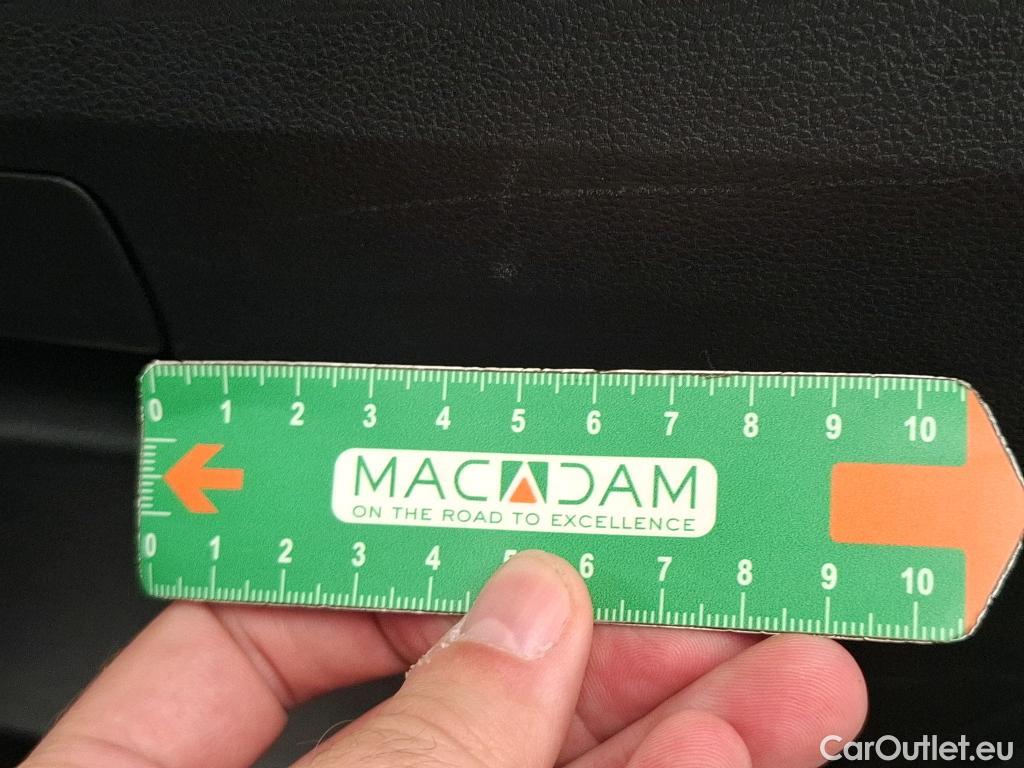 0 1 2 3 4 5 6 7 8 9 10
MACADAM
ON THE ROAD TO EXCELLENCE
0 1 2 3 4 5 6 7 8 9 10
CarOutlet.eu